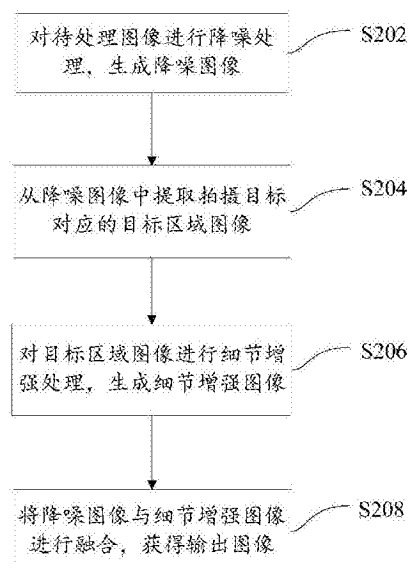 对待处理图像进行降噪处
理，生成降噪图像
S202
从降噪图像中提取拍摄目标
对应的目标区域图像
S204
对目标区域图像进行细节增
强处理，生成细节增强图像
S206
将降噪图像与细节增强图像
进行融合，获得输出图像
S208